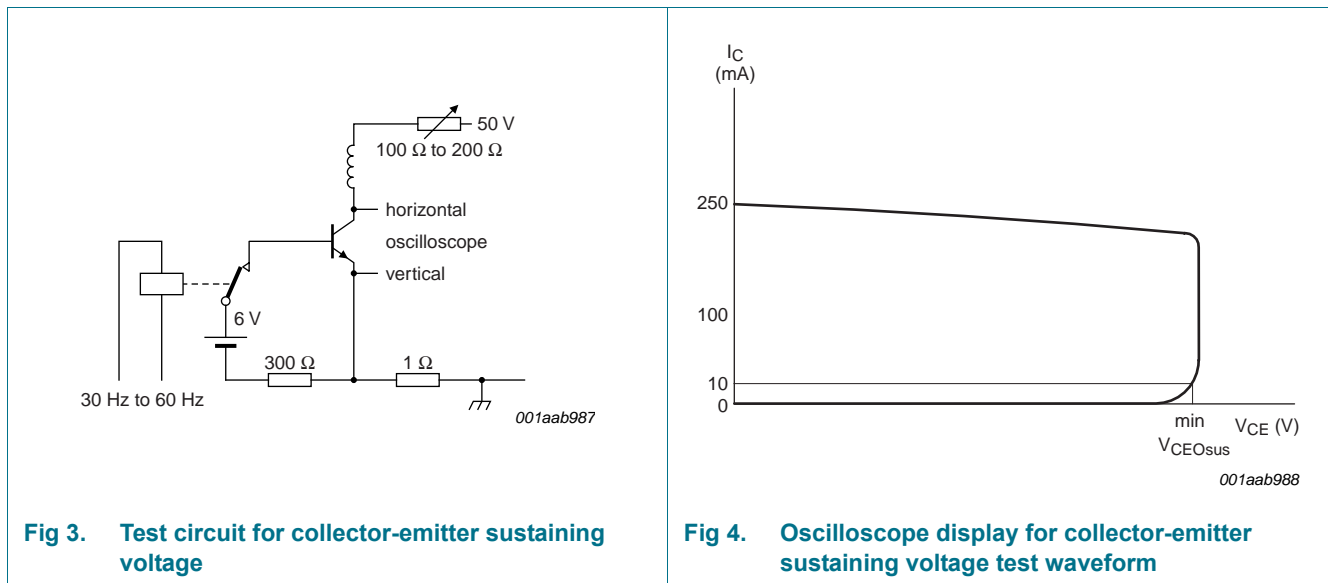 50 V
100 Ω to 200 Ω
horizontal
oscilloscope
vertical
6 V
300 Ω
1 Ω
30 Hz to 60 Hz
001aab987
Fig 3. Test circuit for collector-emitter sustaining
voltage
IC
(mA)
250
100
10
0
min
VCE (V)
VCEOsus
001aab988
Fig 4. Oscilloscope display for collector-emitter
sustaining voltage test waveform